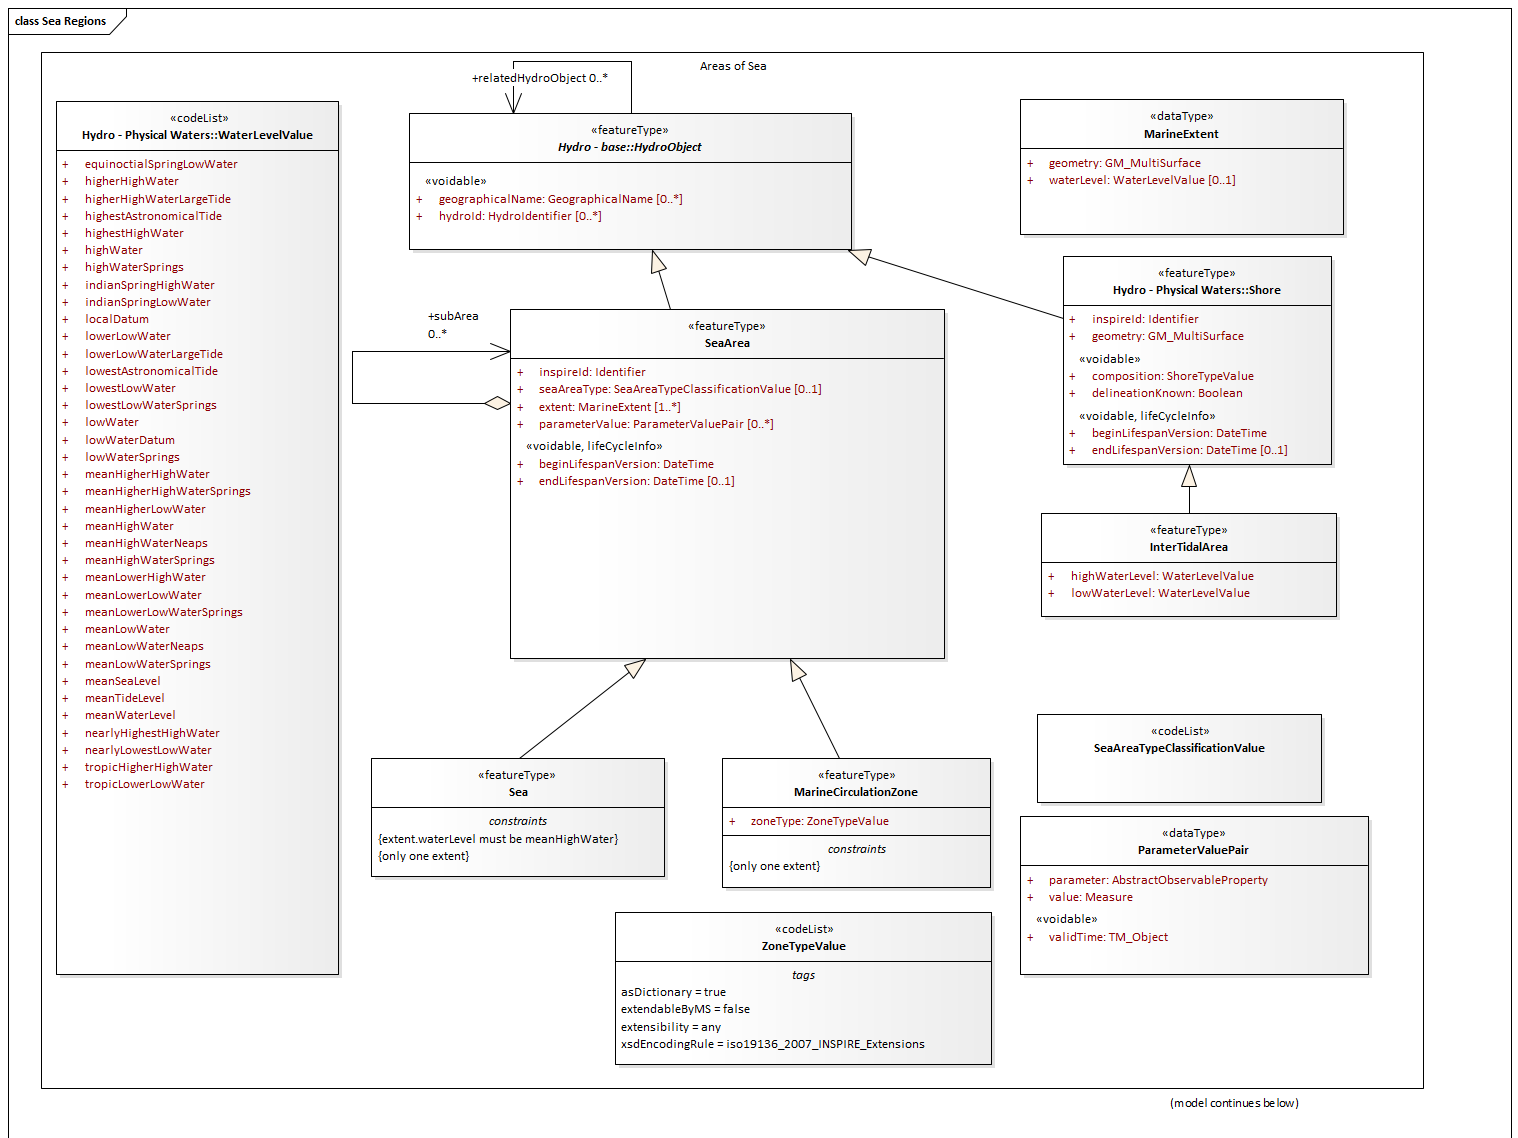 class Sea Regions
Areas of Sea
+relatedHydroObject 0..*
«codeList»
Hydro - Physical Waters::WaterLevelValue
+ equinoctialSpringLowWater
+ higherHighWater
+ higherHighWaterLargeTide
+ highestAstronomicalTide
+ highestHighWater
+ highWater
+ highWaterSprings
+ indianSpringHighWater
+ indianSpringLowWater
+ localDatum
+ lowerLowWater
+ lowerLowWaterLargeTide
+ lowestAstronomicalTide
+ lowestLowWater
+ lowestLowWaterSprings
+ lowWater
+ lowWaterDatum
+ lowWaterSprings
+ meanHigherHighWater
+ meanHigherHighWaterSprings
+ meanHigherLowWater
+ meanHighWater
+ meanHighWaterNeaps
+ meanHighWaterSprings
+ meanLowerHighWater
+ meanLowerLowWater
+ meanLowerLowWaterSprings
+ meanLowWater
+ meanLowWaterNeaps
+ meanLowWaterSprings
+ meanSeaLevel
+ meanTideLevel
+ meanWaterLevel
+ nearlyHighestHighWater
+ nearlyLowestLowWater
+ tropicHigherHighWater
+ tropicLowerLowWater
«featureType»
Hydro - base::HydroObject
«voidable»
+ geographicalName: GeographicalName [0..*]
+ hydroId: HydroIdentifier [0..*]
«dataType»
MarineExtent
+ geometry: GM_MultiSurface
+ waterLevel: WaterLevelValue [0..1]
«featureType»
Hydro - Physical Waters::Shore
+ inspireId: Identifier
+ geometry: GM_MultiSurface
«voidable»
+ composition: ShoreTypeValue
+ delineationKnown: Boolean
«voidable, lifeCycleInfo»
+ beginLifespanVersion: DateTime
+ endLifespanVersion: DateTime [0..1]
+subArea
0..*
«featureType»
SeaArea
+ inspireId: Identifier
+ seaAreaType: SeaAreaTypeClassificationValue [0..1]
+ extent: MarineExtent [1..*]
+ parameterValue: ParameterValuePair [0..*]
«voidable, lifeCycleInfo»
+ beginLifespanVersion: DateTime
+ endLifespanVersion: DateTime [0..1]
«featureType»
InterTidalArea
+ highWaterLevel: WaterLevelValue
+ lowWaterLevel: WaterLevelValue
«featureType»
Sea
constraints
{extent.waterLevel must be meanHighWater}
{only one extent}
«featureType»
MarineCirculationZone
+ zoneType: ZoneTypeValue
constraints
{only one extent}
«codeList»
SeaAreaTypeClassificationValue
«dataType»
ParameterValuePair
+ parameter: AbstractObservableProperty
+ value: Measure
«voidable»
+ validTime: TM_Object
«codeList»
ZoneTypeValue
tags
asDictionary = true
extendableByMS = false
extensibility = any
xsdEncodingRule = iso19136_2007_INSPIRE_Extensions
(model continues below)